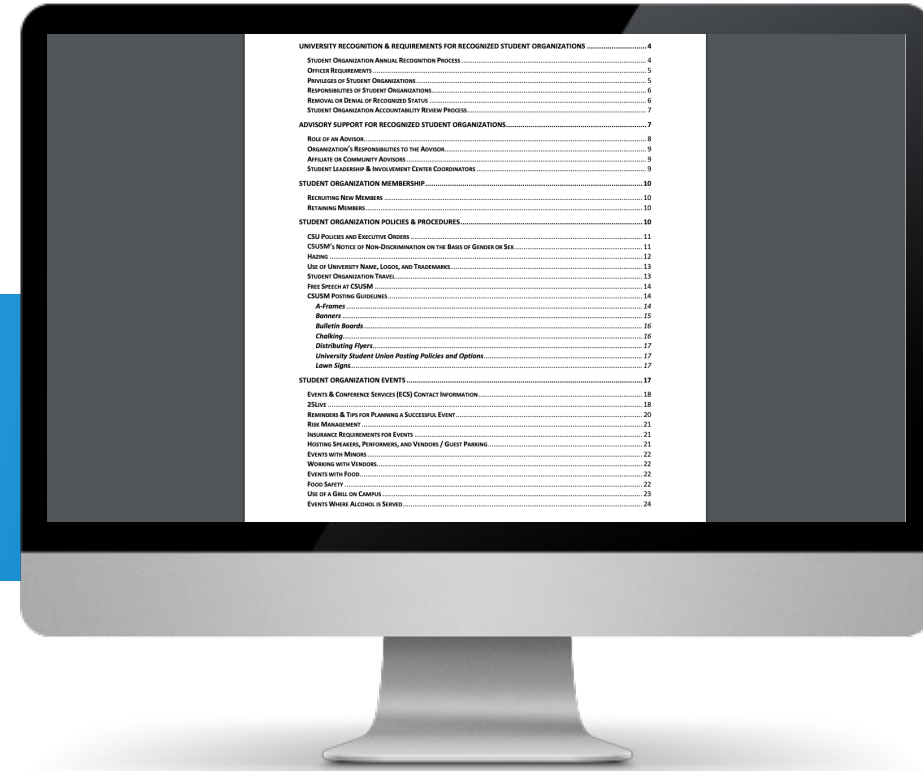 UNIVERSITY RECOGNITION & REQUIREMENTS FOR RECOGNIZED STUDENT ORGANIZATIONS ........ 4
STUDENT ORGANIZATION ANNUAL RECOGNITION PROCESS ........ 4
OFFICER REQUIREMENTS ........ 5
PRIVILEGES OF STUDENT ORGANIZATIONS ........ 5
RESPONSIBILITIES OF STUDENT ORGANIZATIONS ........ 6
REMOVAL OR DENIAL OF RECOGNIZED STATUS ........ 6
STUDENT ORGANIZATION ACCOUNTABILITY REVIEW PROCESS ........ 7
ADVISORY SUPPORT FOR RECOGNIZED STUDENT ORGANIZATIONS ........ 7
ROLE OF AN ADVISOR ........ 8
ORGANIZATION'S RESPONSIBILITIES TO THE ADVISOR ........ 9
AFFILIATE OR COMMUNITY ADVISORS ........ 9
STUDENT LEADERSHIP & INVOLVEMENT CENTER COORDINATORS ........ 9
STUDENT ORGANIZATION MEMBERSHIP ........ 10
RECRUITING NEW MEMBERS ........ 10
RETAINING MEMBERS ........ 10
STUDENT ORGANIZATION POLICIES & PROCEDURES ........ 10
CSU POLICIES AND EXECUTIVE ORDERS ........ 11
CSUSM'S NOTICE OF NON-DISCRIMINATION ON THE BASIS OF GENDER OR SEX ........ 11
HAZING ........ 12
USE OF UNIVERSITY NAME, LOGOS, AND TRADEMARKS ........ 13
STUDENT ORGANIZATION TRAVEL ........ 13
FREE SPEECH AT CSUSM ........ 14
CSUSM POSTING GUIDELINES ........ 14
A-Frames ........ 14
Banners ........ 15
Bulletin Boards ........ 16
Chalking ........ 16
Distributing Flyers ........ 17
University Student Union Posting Policies and Options ........ 17
Lawn Signs ........ 17
STUDENT ORGANIZATION EVENTS ........ 17
EVENTS & CONFERENCE SERVICES (ECS) CONTACT INFORMATION ........ 18
25LIVE ........ 18
REMINDERS & TIPS FOR PLANNING A SUCCESSFUL EVENT ........ 20
RISK MANAGEMENT ........ 21
INSURANCE REQUIREMENTS FOR EVENTS ........ 21
HOSTING SPEAKERS, PERFORMERS, AND VENDORS / GUEST PARKING ........ 21
EVENTS WITH MINORS ........ 22
WORKING WITH VENDORS ........ 22
EVENTS WITH FOOD ........ 22
FOOD SAFETY ........ 22
USE OF A GRILL ON CAMPUS ........ 23
EVENTS WHERE ALCOHOL IS SERVED ........ 24